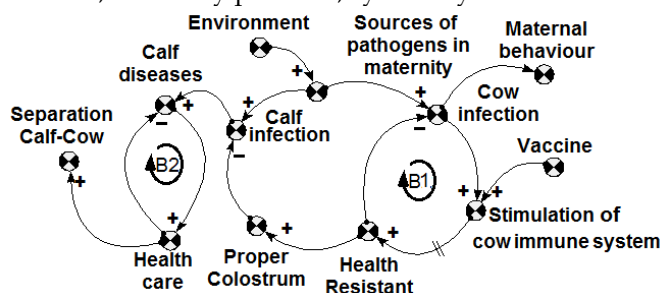 Environment
Sources of
pathogens in
maternity
Maternal
behaviour
Calf
diseases
+
+
+
+
+
Separation
Calf-Cow
–
Calf
infection
–
Cow
infection
–
Vaccine
B2
B1
+
+
+
Stimulation of
cow immune system
+
+
+
Health
care
Proper
Colostrum
Health
Resistant